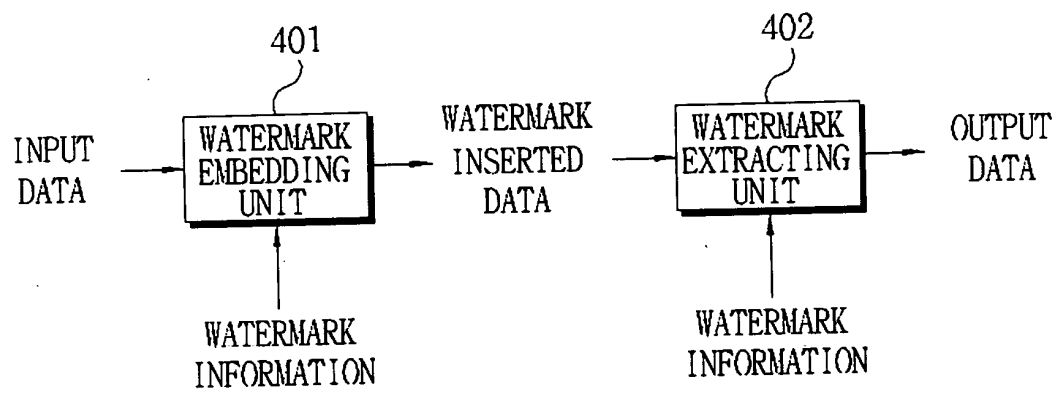 401
402
INPUT
DATA
WATERMARK
EMBEDDING
UNIT
WATERMARK
INSERTED
DATA
WATERMARK
EXTRACTING
UNIT
OUTPUT
DATA
WATERMARK
INFORMATION
WATERMARK
INFORMATION